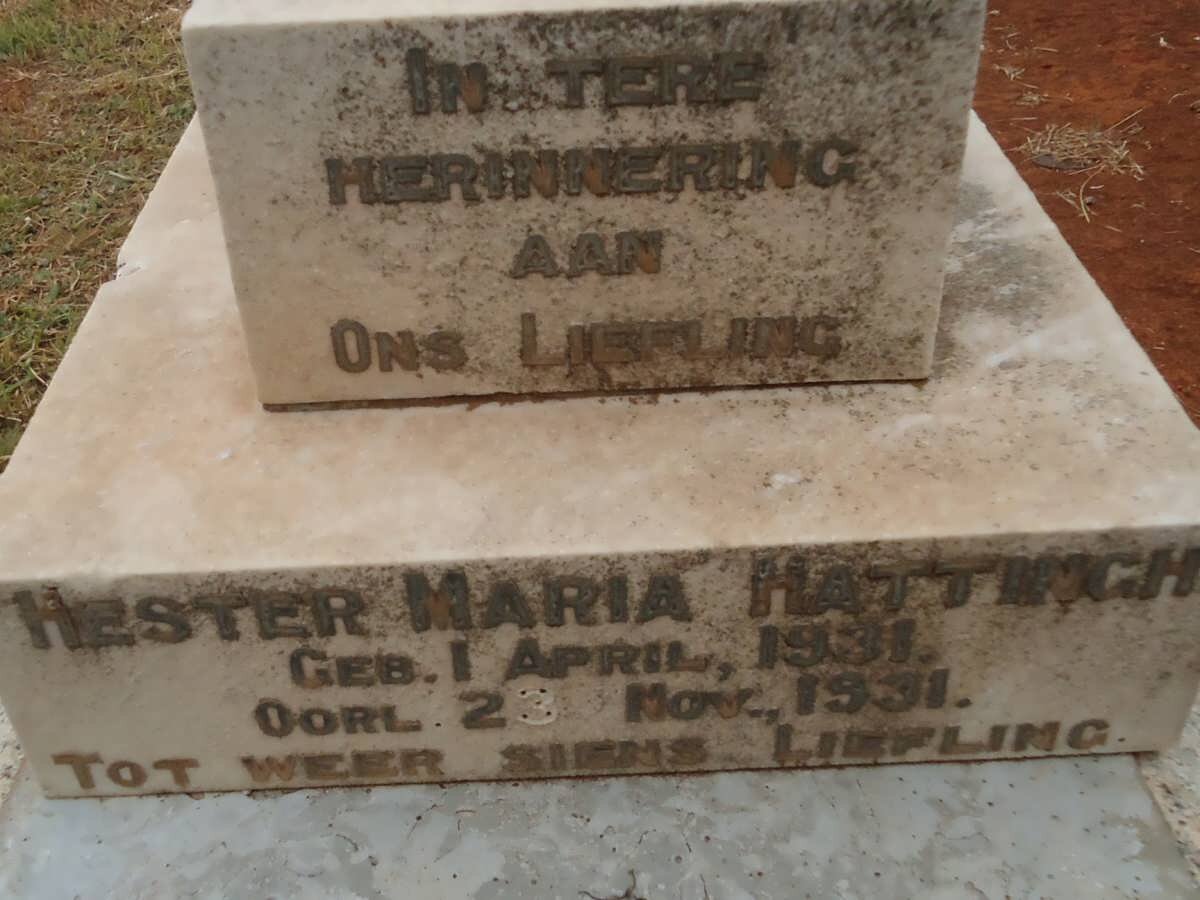 In tere
Herinnering
aan
Ons Liefling
Hester Maria Hattingh
Geb. 1 April, 1931.
Oorl. 23 Nov., 1931.
Tot weer siens Liefling.